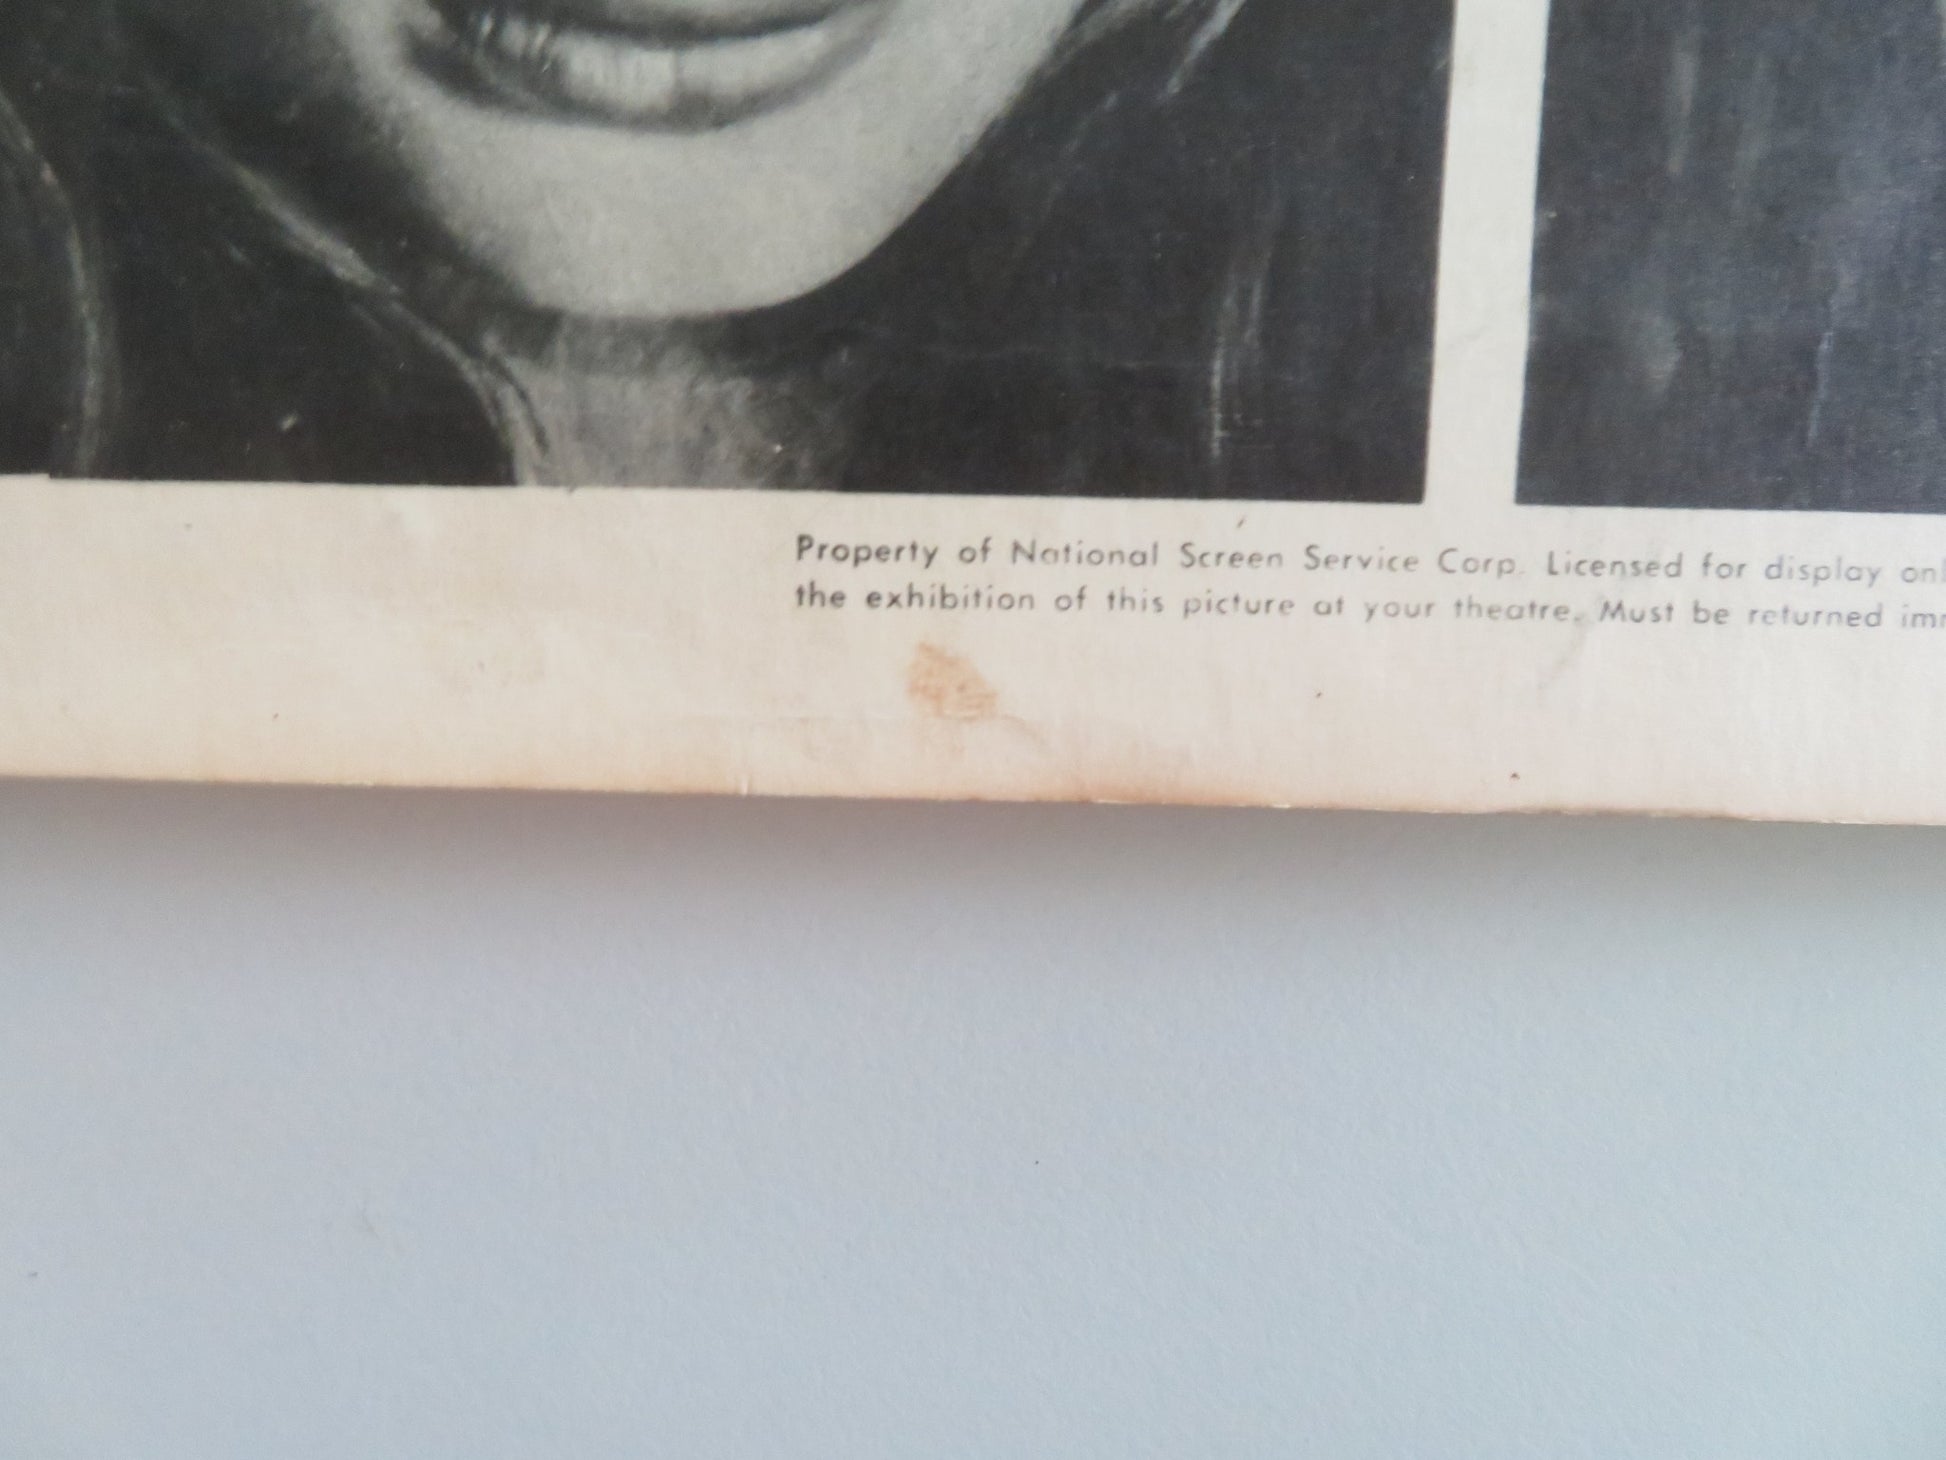 Property of National Screen Service Corp. Licensed for display
the exhibition of this picture at your theatre. Must be returned